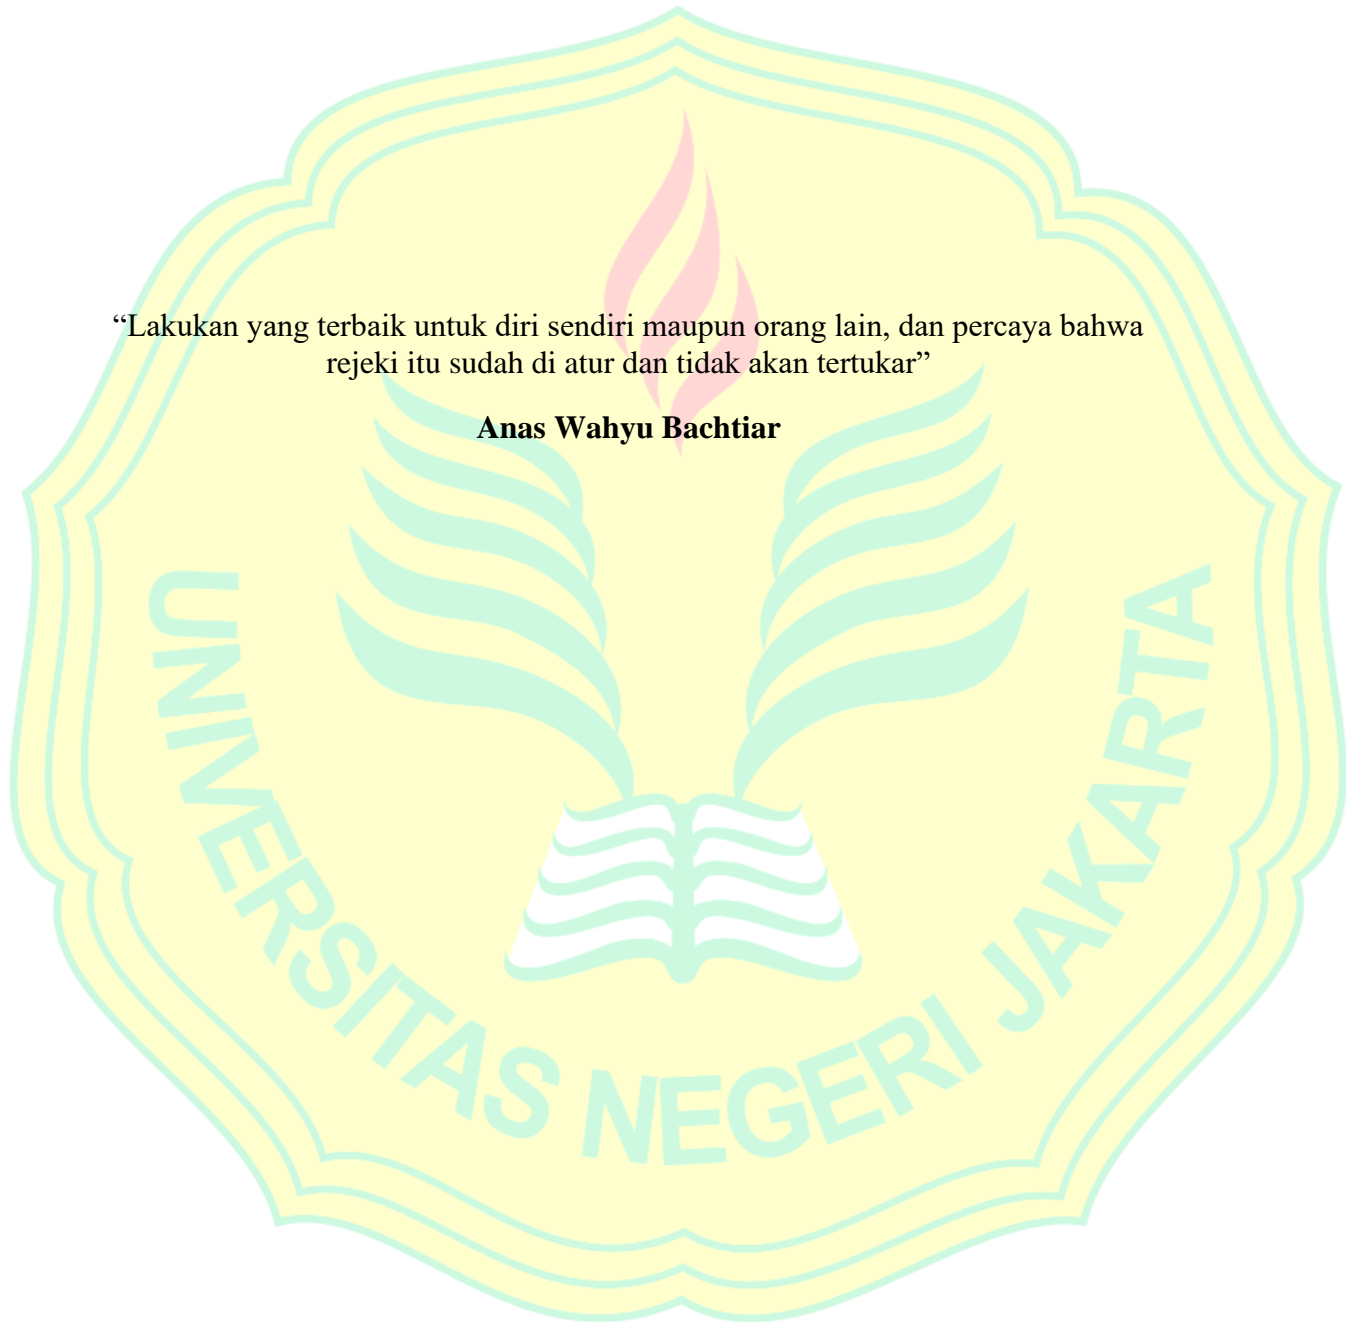 “Lakukan yang terbaik untuk diri sendiri maupun orang lain, dan percaya bahwa
rejeki itu sudah di atur dan tidak akan tertukar”
Anas Wahyu Bachtiar
UNIVERSITAS NEGERI JAKARTA